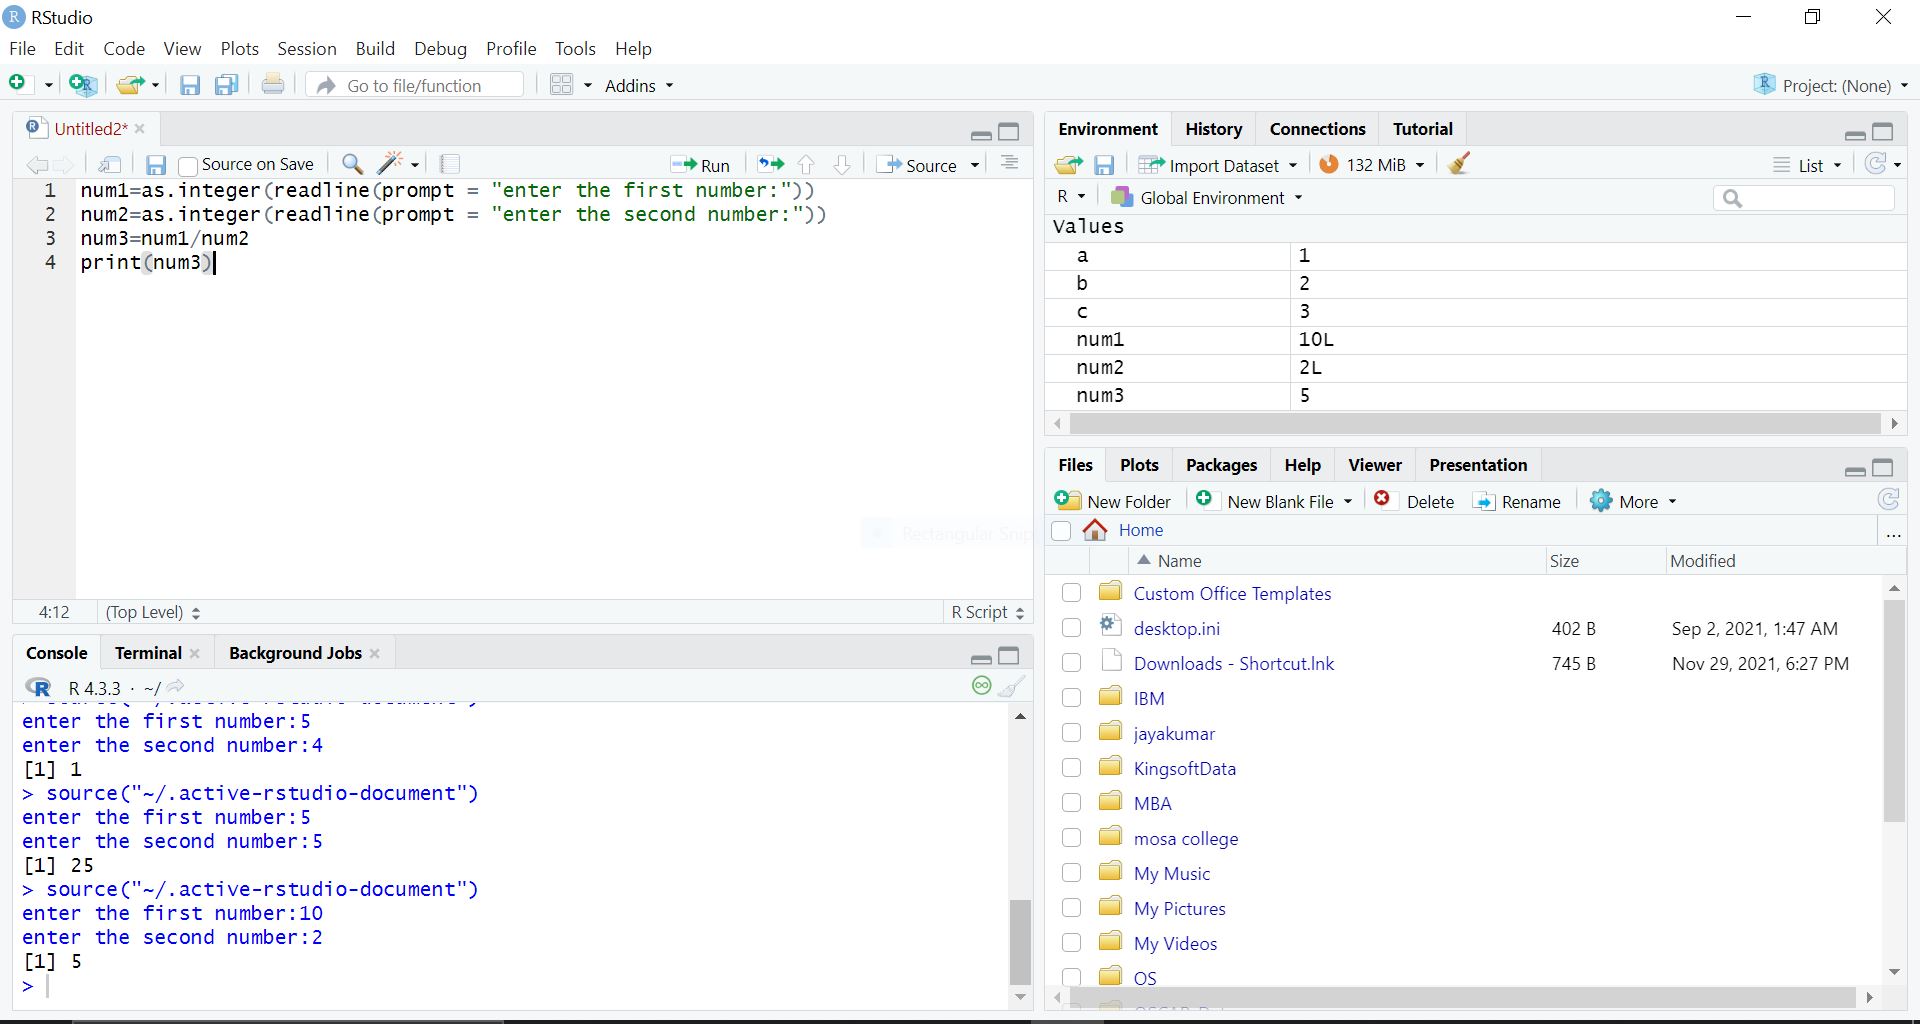 RStudio
File Edit Code View Plots Session Build Debug Profile Tools Help
Go to file/function Addins Project: (None)
Untitled2*
Source on Save Run Source
1 num1=as.integer(readline(prompt = "enter the first number:"))
2 num2=as.integer(readline(prompt = "enter the second number:"))
3 num3=num1/num2
4 print(num3)
Rectangular Snip
4:12 (Top Level) R Script
Console Terminal Background Jobs
R 4.3.3 · ~/
enter the first number:5
enter the second number:4
[1] 1
> source("~/.active-rstudio-document")
enter the first number:5
enter the second number:5
[1] 25
> source("~/.active-rstudio-document")
enter the first number:10
enter the second number:2
[1] 5
>
Environment History Connections Tutorial
Import Dataset 132 MiB List
R Global Environment
Values
a 1
b 2
c 3
num1 10L
num2 2L
num3 5
Files Plots Packages Help Viewer Presentation
New Folder New Blank File Delete Rename More
Home ...
Name Size Modified
Custom Office Templates
desktop.ini 402 B Sep 2, 2021, 1:47 AM
Downloads - Shortcut.lnk 745 B Nov 29, 2021, 6:27 PM
IBM
jayakumar
KingsoftData
MBA
mosa college
My Music
My Pictures
My Videos
OS